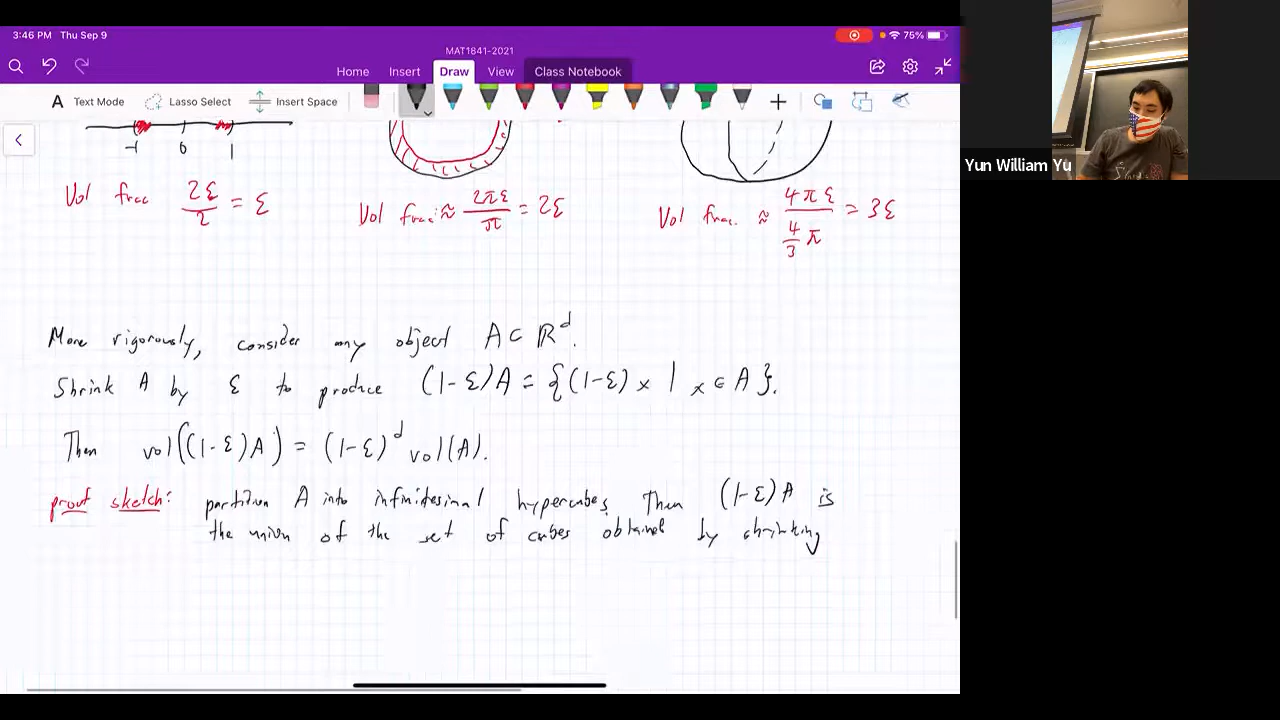 3:46 PM Thu Sep 9
75%
MAT1841-2021
Home Insert Draw View Class Notebook
A Text Mode Lasso Select Insert Space
-1 0 1
Vol frac 2ε/2 = ε
Vol frac ≈ 2πε/π = 2ε
Vol frac. ≈ 4πε/(4/3 π) = 3ε
More rigorously, consider any object A ⊂ ℝ^d.
Shrink A by ε to produce (1-ε)A = {(1-ε)x | x ∈ A}.
Then vol((1-ε)A) = (1-ε)^d vol(A).
proof sketch: partition A into infinitesimal hypercubes. Then (1-ε)A is
the union of the set of cubes obtained by shrinking
Yun William Yu